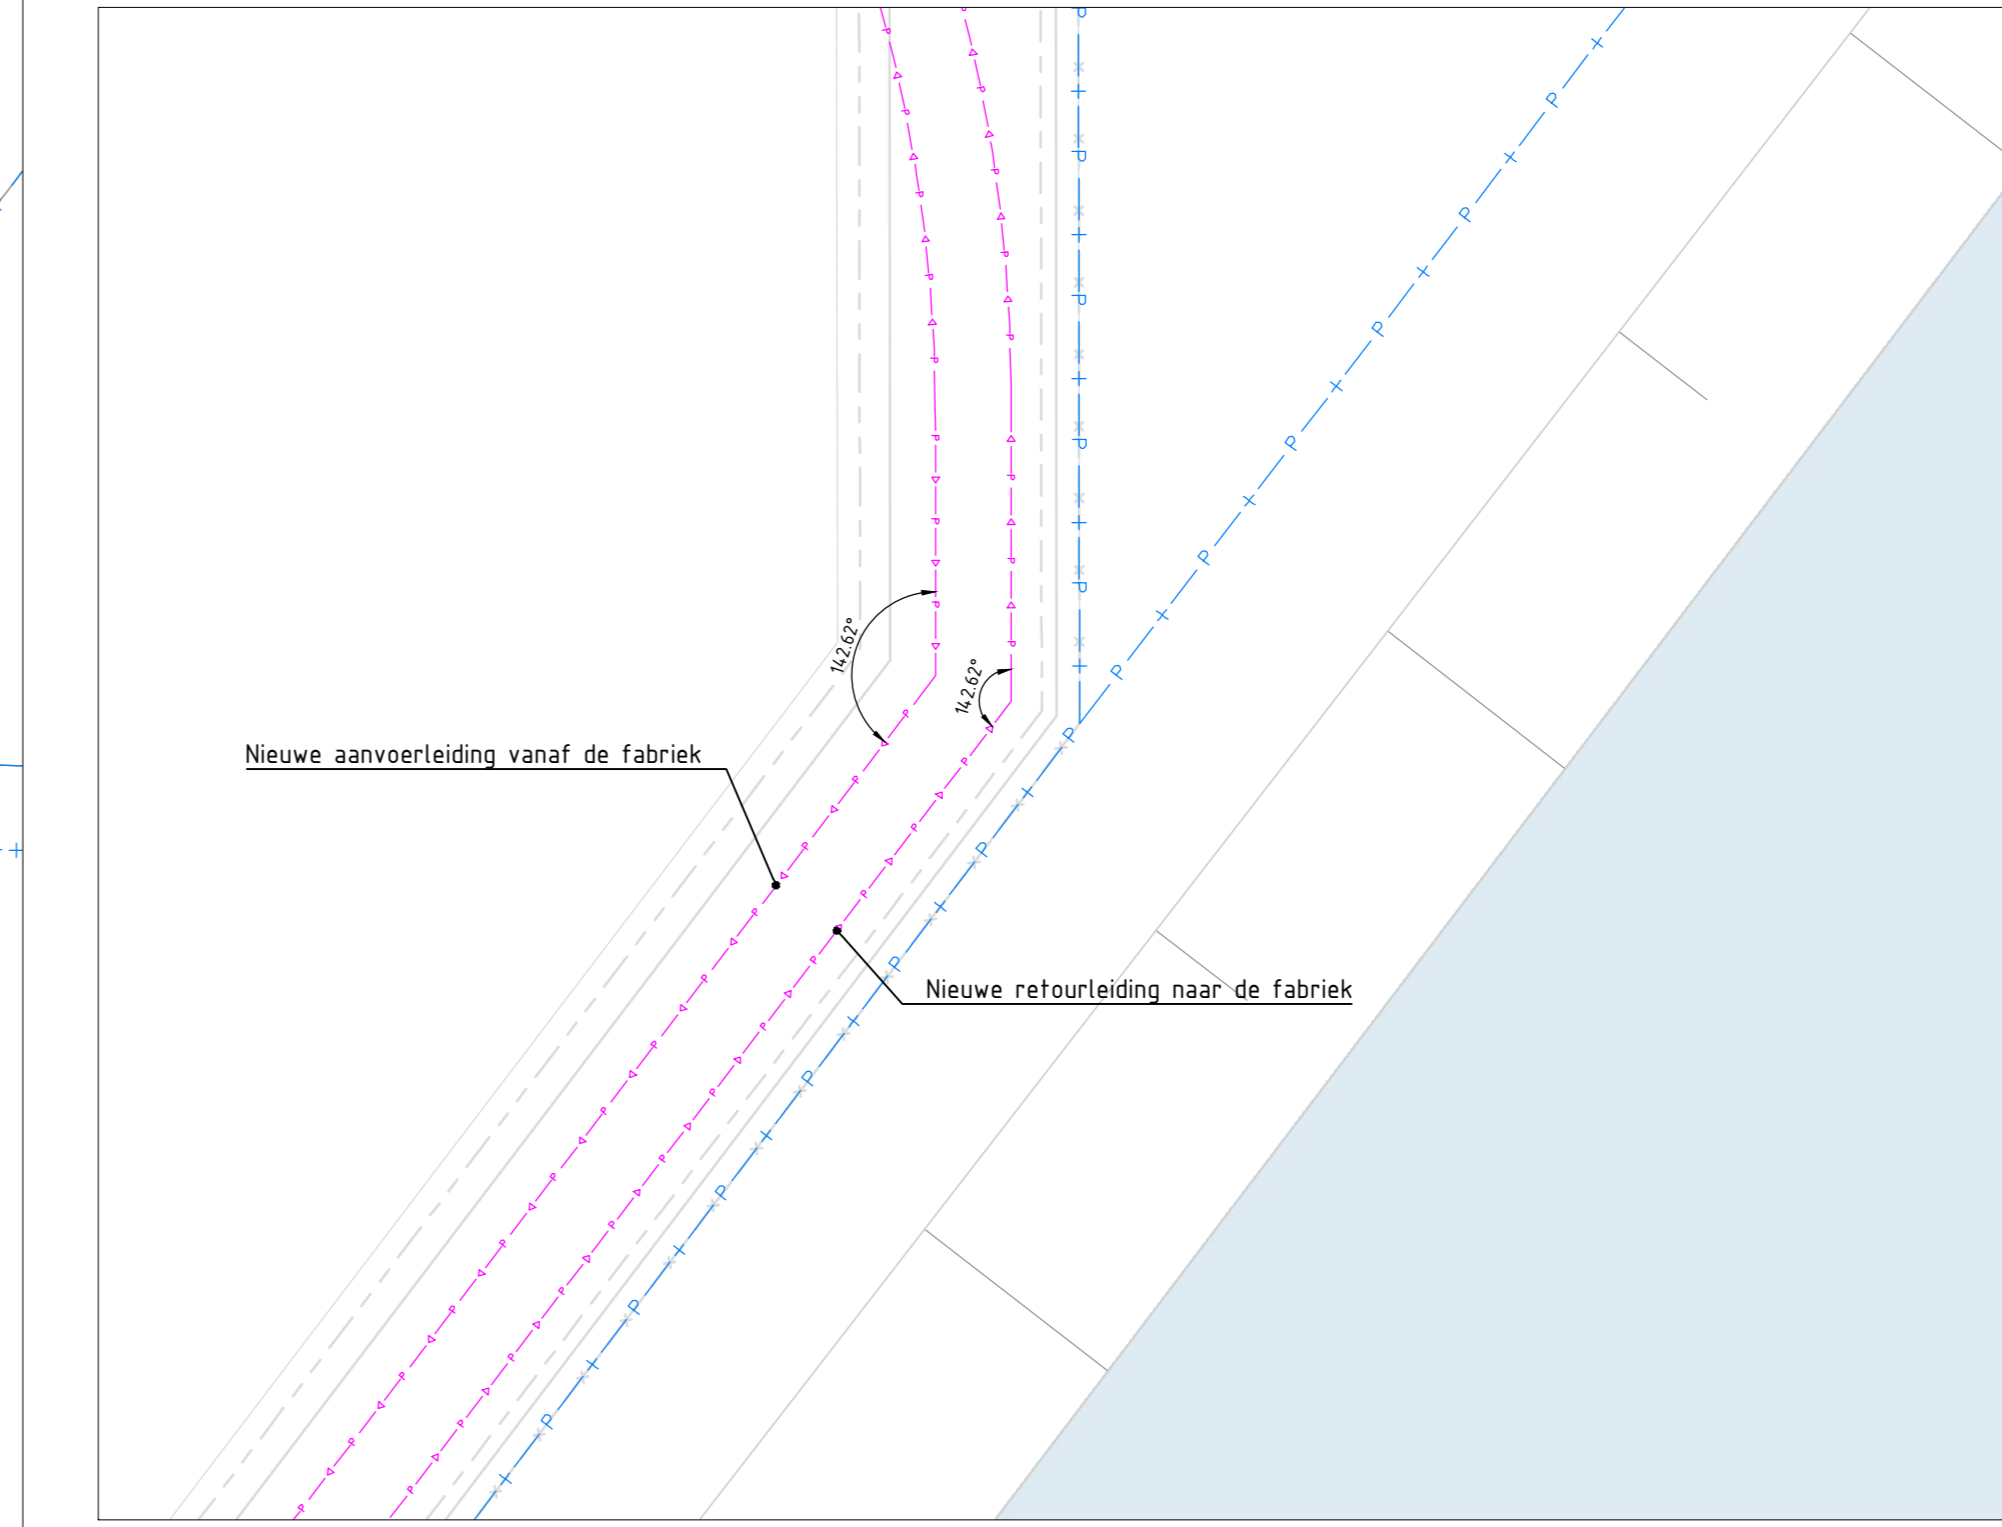 142.62°
142.62°
Nieuwe aanvoerleiding vanaf de fabriek
Nieuwe retourleiding naar de fabriek